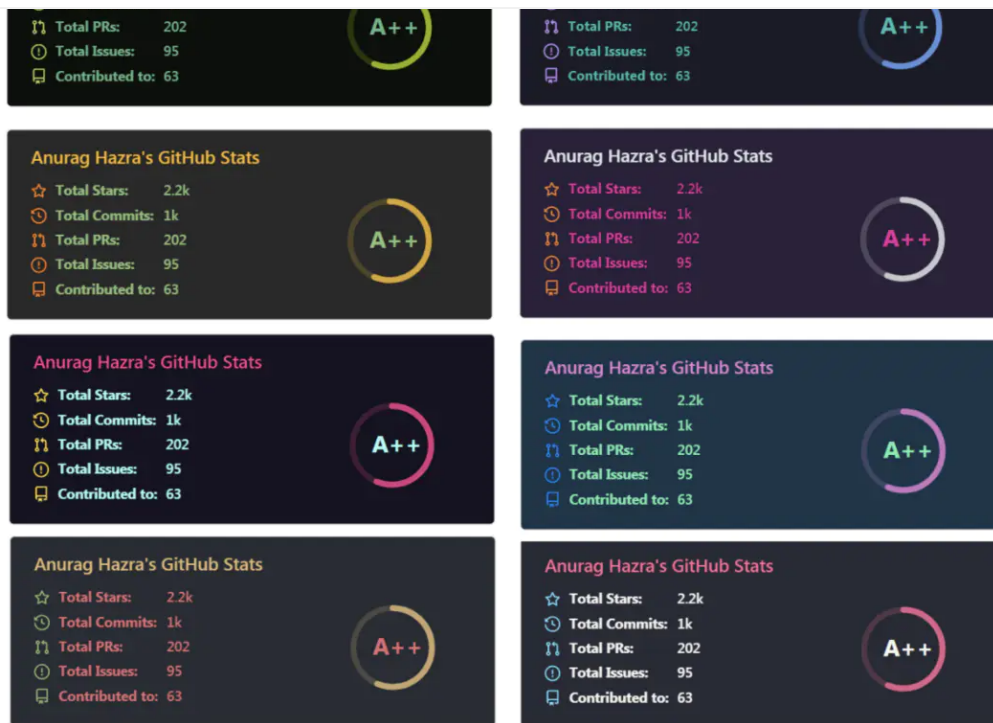 Total PRs: 202
A++
Total Issues: 95
Contributed to: 63
Total PRs: 202
A++
Total Issues: 95
Contributed to: 63
Anurag Hazra's GitHub Stats
Total Stars: 2.2k
Total Commits: 1k
Total PRs: 202
A++
Total Issues: 95
Contributed to: 63
Anurag Hazra's GitHub Stats
Total Stars: 2.2k
Total Commits: 1k
Total PRs: 202
A++
Total Issues: 95
Contributed to: 63
Anurag Hazra's GitHub Stats
Total Stars: 2.2k
Total Commits: 1k
Total PRs: 202
A++
Total Issues: 95
Contributed to: 63
Anurag Hazra's GitHub Stats
Total Stars: 2.2k
Total Commits: 1k
Total PRs: 202
A++
Total Issues: 95
Contributed to: 63
Anurag Hazra's GitHub Stats
Total Stars: 2.2k
Total Commits: 1k
Total PRs: 202
A++
Total Issues: 95
Contributed to: 63
Anurag Hazra's GitHub Stats
Total Stars: 2.2k
Total Commits: 1k
Total PRs: 202
A++
Total Issues: 95
Contributed to: 63